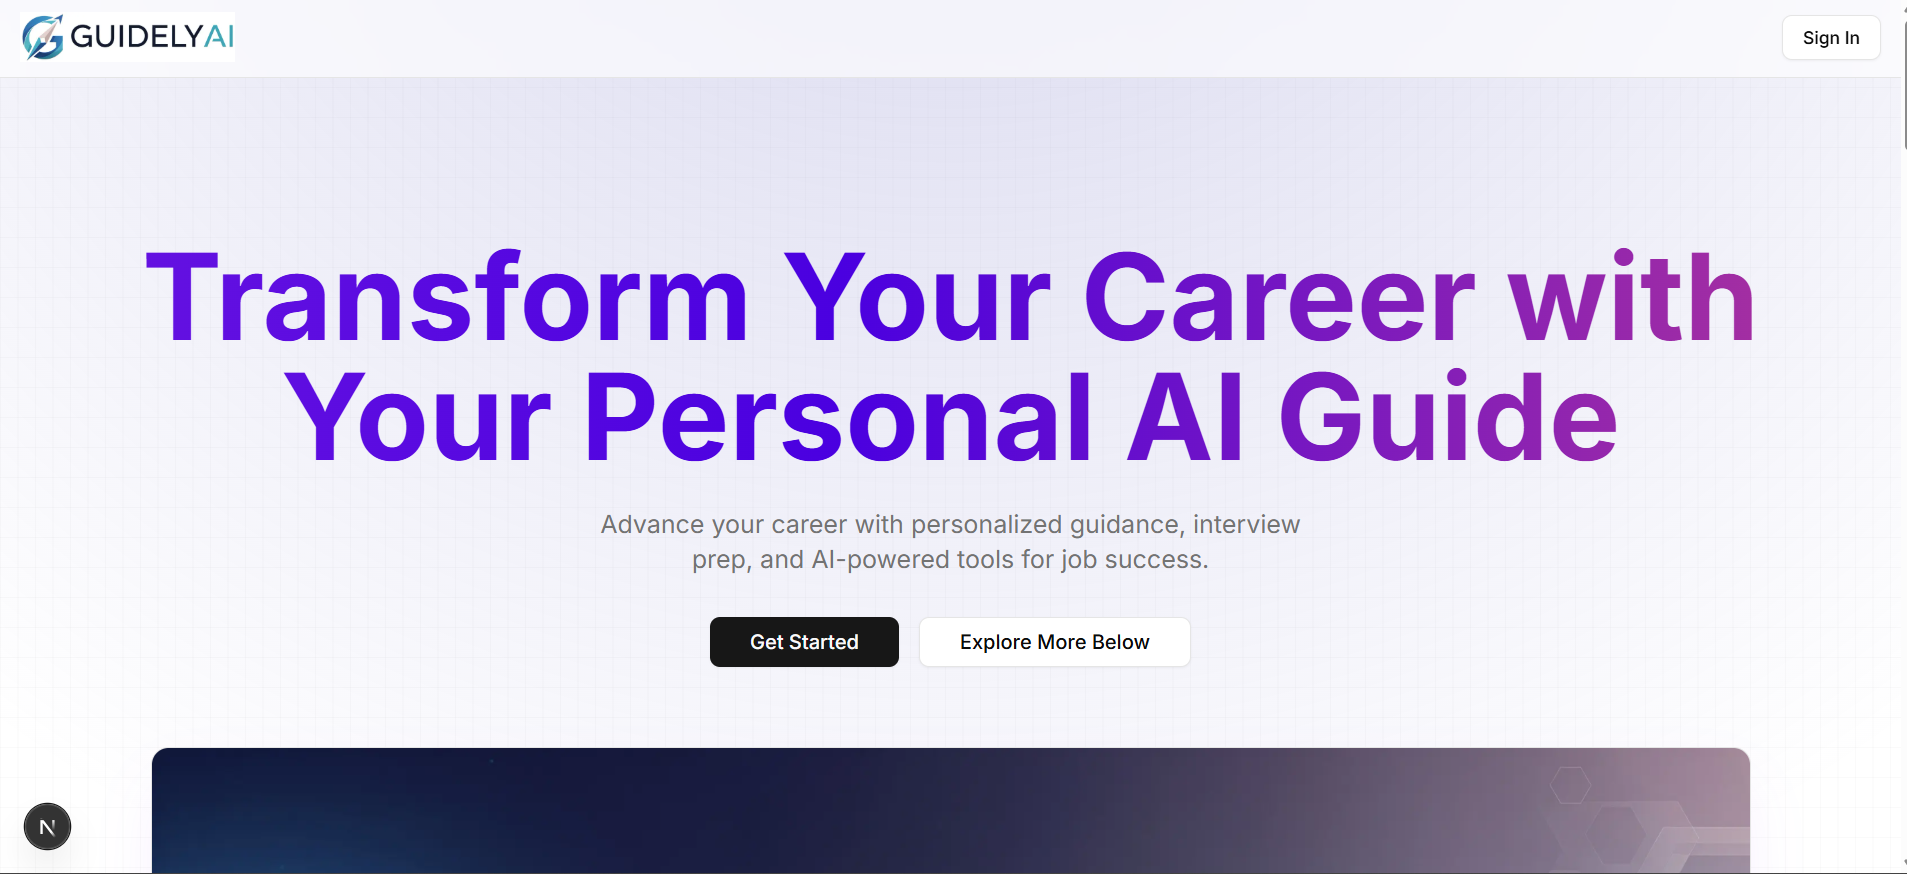 GUIDELYAI
Sign In
Transform Your Career with
Your Personal AI Guide
Advance your career with personalized guidance, interview
prep, and AI-powered tools for job success.
Get Started
Explore More Below
N